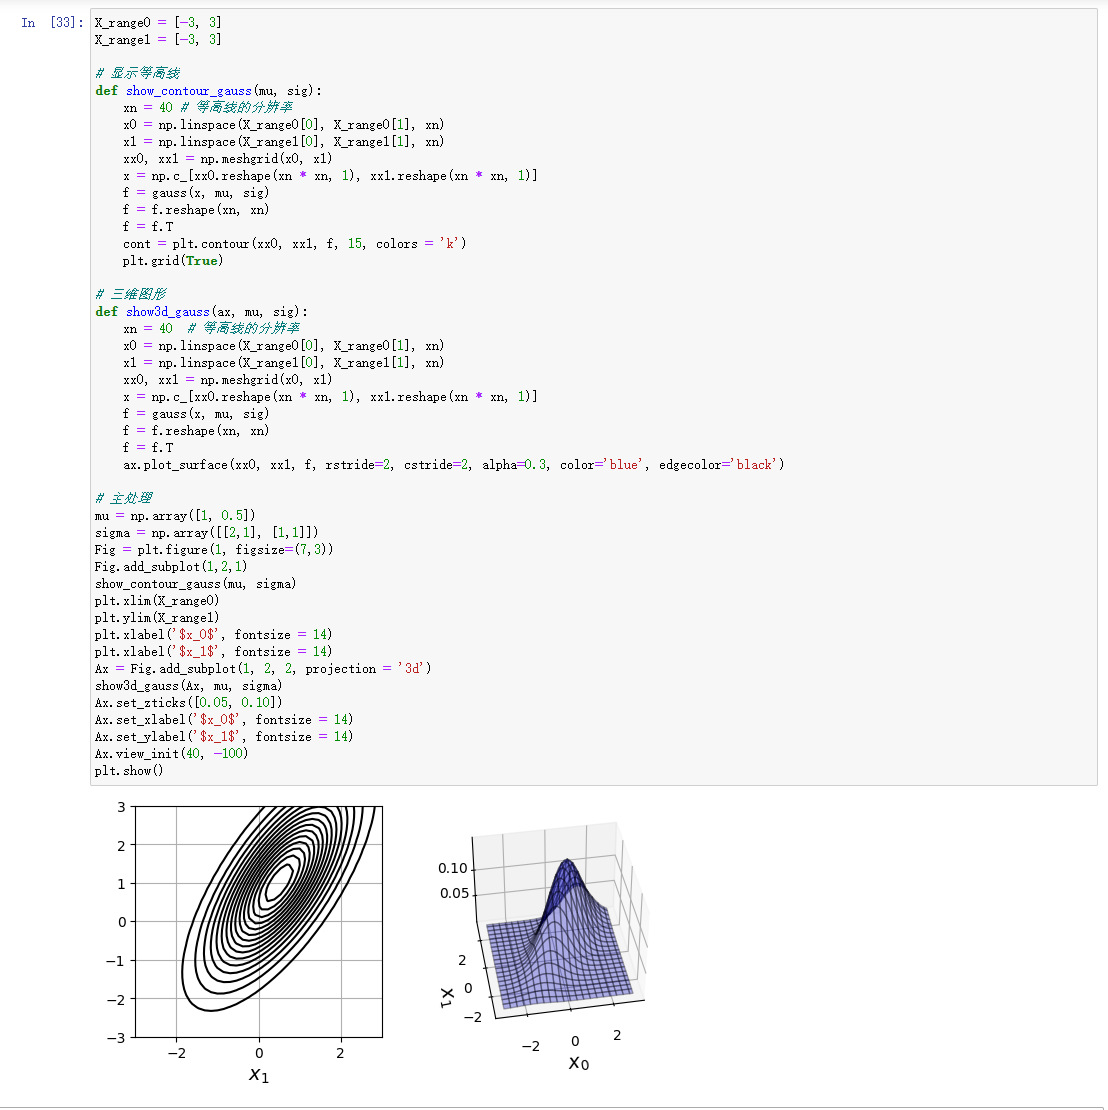 In [33]:
X_range0 = [-3, 3]
X_range1 = [-3, 3]

# 显示等高线
def show_contour_gauss(mu, sig):
    xn = 40 # 等高线的分辨率
    x0 = np.linspace(X_range0[0], X_range0[1], xn)
    x1 = np.linspace(X_range1[0], X_range1[1], xn)
    xx0, xx1 = np.meshgrid(x0, x1)
    x = np.c_[xx0.reshape(xn * xn, 1), xx1.reshape(xn * xn, 1)]
    f = gauss(x, mu, sig)
    f = f.reshape(xn, xn)
    f = f.T
    cont = plt.contour(xx0, xx1, f, 15, colors = 'k')
    plt.grid(True)

# 三维图形
def show3d_gauss(ax, mu, sig):
    xn = 40  # 等高线的分辨率
    x0 = np.linspace(X_range0[0], X_range0[1], xn)
    x1 = np.linspace(X_range1[0], X_range1[1], xn)
    xx0, xx1 = np.meshgrid(x0, x1)
    x = np.c_[xx0.reshape(xn * xn, 1), xx1.reshape(xn * xn, 1)]
    f = gauss(x, mu, sig)
    f = f.reshape(xn, xn)
    f = f.T
    ax.plot_surface(xx0, xx1, f, rstride=2, cstride=2, alpha=0.3, color='blue', edgecolor='black')

# 主处理
mu = np.array([1, 0.5])
sigma = np.array([[2,1], [1,1]])
Fig = plt.figure(1, figsize=(7,3))
Fig.add_subplot(1,2,1)
show_contour_gauss(mu, sigma)
plt.xlim(X_range0)
plt.ylim(X_range1)
plt.xlabel('$x_0$', fontsize = 14)
plt.xlabel('$x_1$', fontsize = 14)
Ax = Fig.add_subplot(1, 2, 2, projection = '3d')
show3d_gauss(Ax, mu, sigma)
Ax.set_zticks([0.05, 0.10])
Ax.set_xlabel('$x_0$', fontsize = 14)
Ax.set_ylabel('$x_1$', fontsize = 14)
Ax.view_init(40, -100)
plt.show()
3
2
1
0
−1
−2
−3
−2 0 2
x1
0.10
0.05
2
0
−2
x1
−2 0 2
x0